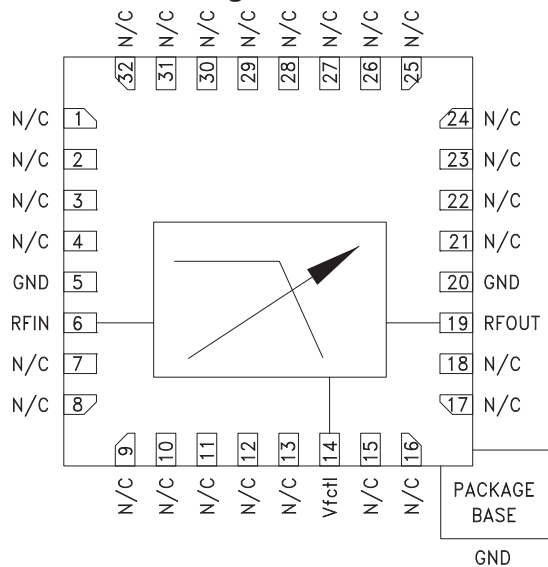 N/C N/C N/C N/C N/C N/C N/C N/C
32 31 30 29 28 27 26 25
N/C 1 24 N/C
N/C 2 23 N/C
N/C 3 22 N/C
N/C 4 21 N/C
GND 5 20 GND
RFIN 6 19 RFOUT
N/C 7 18 N/C
N/C 8 17 N/C
9 10 11 12 13 14 15 16
N/C N/C N/C N/C N/C Vfctl N/C N/C
PACKAGE
BASE
GND